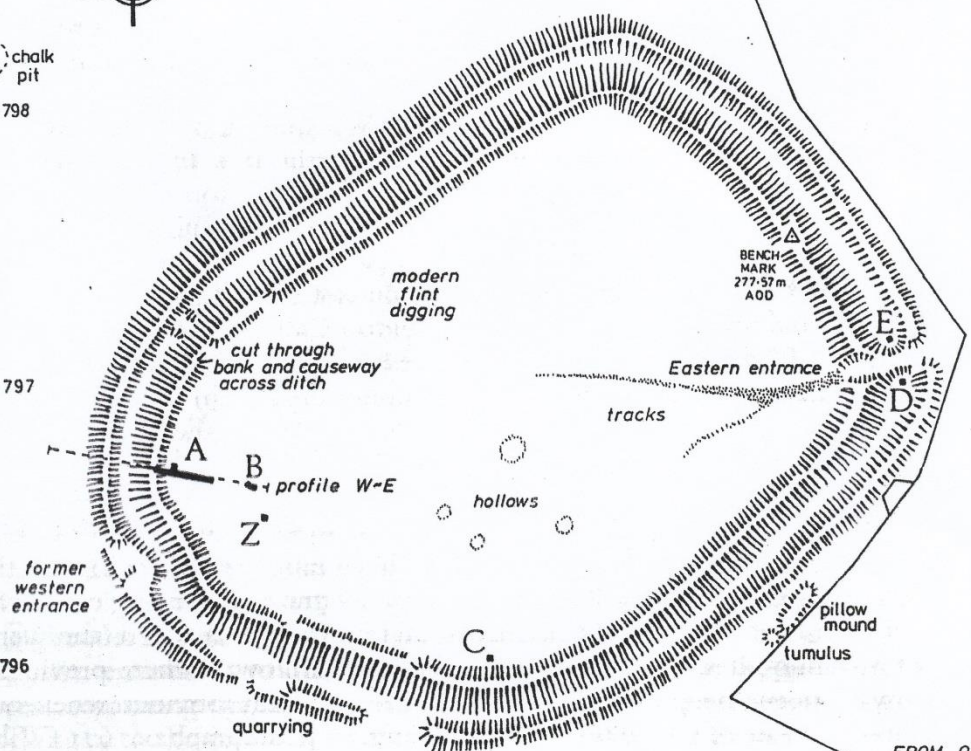 chalk
pit
798
modern
flint
digging
BENCH
MARK
277·57m
AOD
E
cut through
bank and causeway
across ditch
Eastern entrance
797
D
tracks
A
B
profile W-E
Z
hollows
former
western
entrance
pillow
mound
C
tumulus
796
quarrying